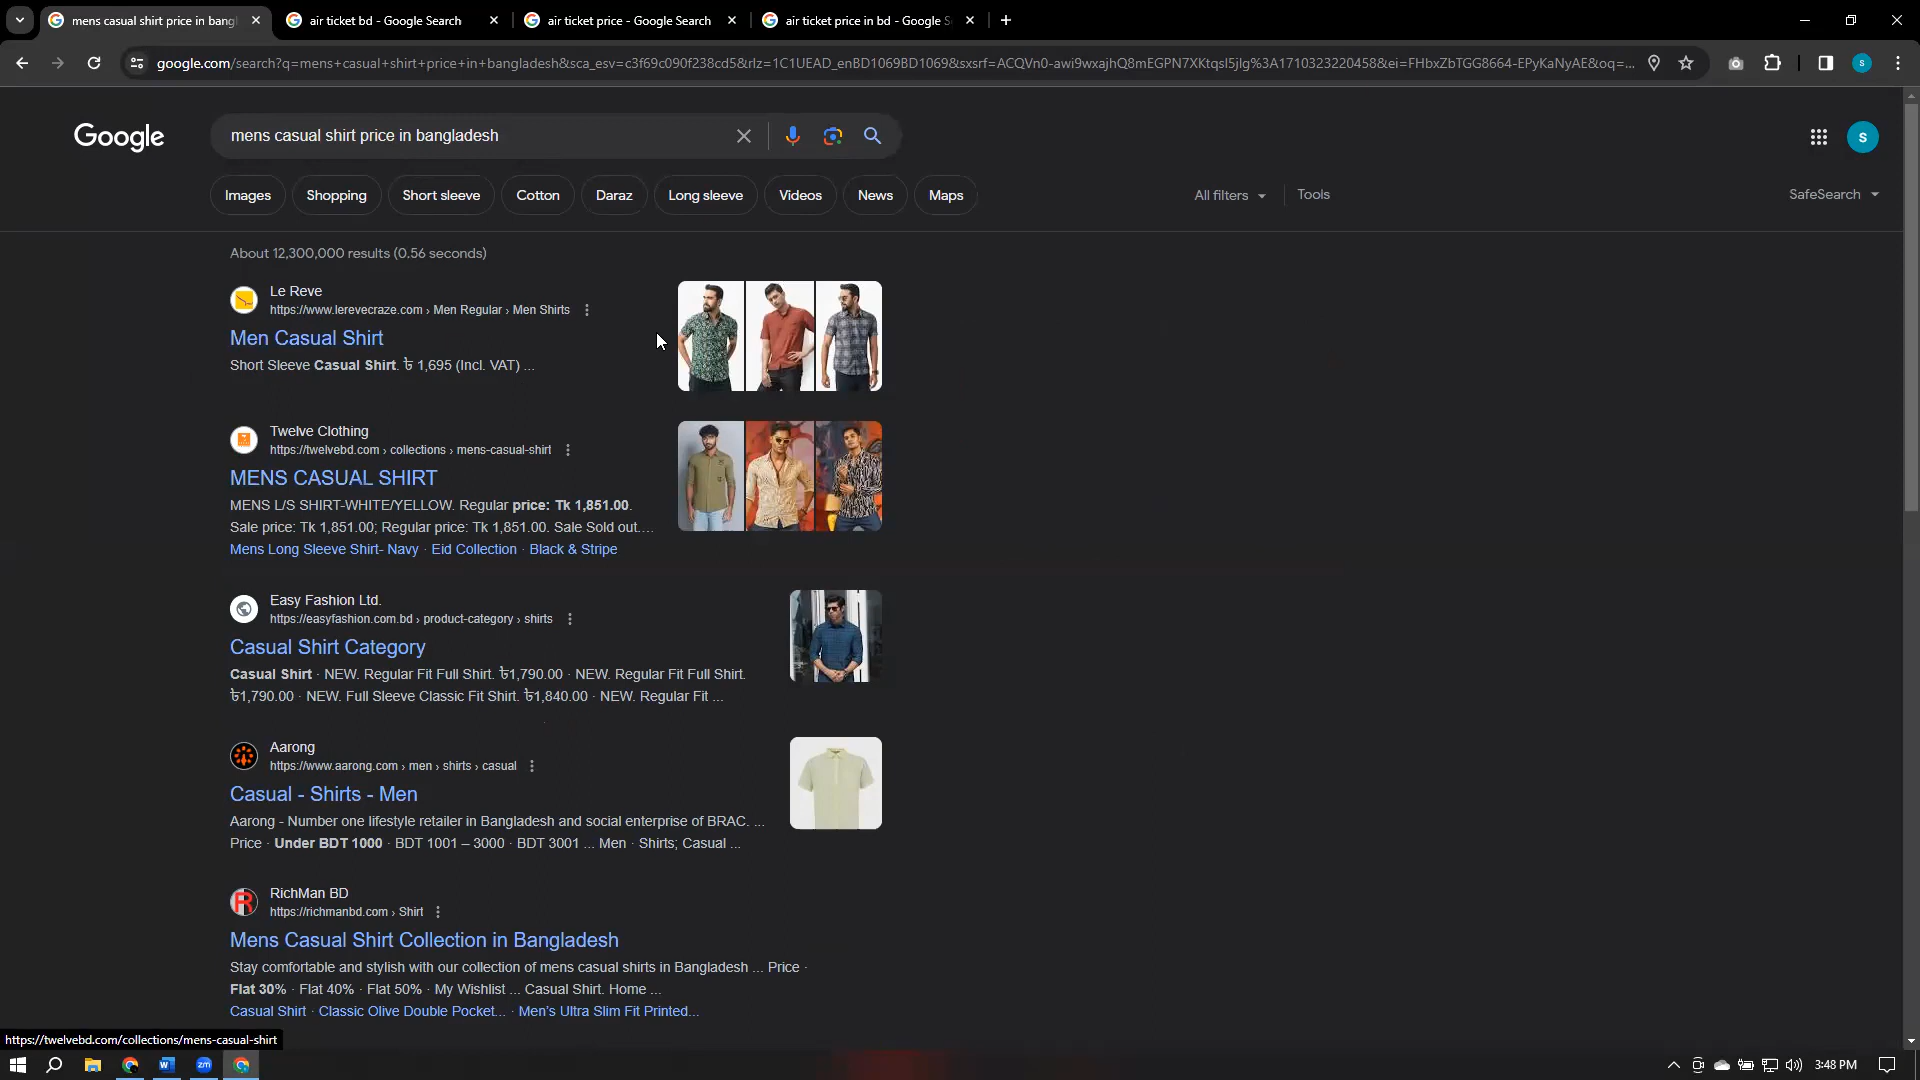 mens casual shirt price in bangl
air ticket bd - Google Search
air ticket price - Google Search
air ticket price in bd - Google S
google.com/search?q=mens+casual+shirt+price+in+bangladesh&sca_esv=c3f69c090f238cd5&rlz=1C1UEAD_enBD1069BD1069&sxsrf=ACQVn0-awi9wxajhQ8mEGPN7XKtqsl5jlg%3A1710323220458&ei=FHbxZbTGG8664-EPyKaNyAE&oq=...
S
Google
mens casual shirt price in bangladesh
S
Images
Shopping
Short sleeve
Cotton
Daraz
Long sleeve
Videos
News
Maps
All filters
Tools
SafeSearch
About 12,300,000 results (0.56 seconds)
Le Reve
https://www.lerevecraze.com › Men Regular › Men Shirts
Men Casual Shirt
Short Sleeve Casual Shirt. ৳ 1,695 (Incl. VAT) ...
Twelve Clothing
https://twelvebd.com › collections › mens-casual-shirt
MENS CASUAL SHIRT
MENS L/S SHIRT-WHITE/YELLOW. Regular price: Tk 1,851.00.
Sale price: Tk 1,851.00; Regular price: Tk 1,851.00. Sale Sold out....
Mens Long Sleeve Shirt- Navy · Eid Collection · Black & Stripe
Easy Fashion Ltd.
https://easyfashion.com.bd › product-category › shirts
Casual Shirt Category
Casual Shirt · NEW. Regular Fit Full Shirt. ৳1,790.00 · NEW. Regular Fit Full Shirt.
৳1,790.00 · NEW. Full Sleeve Classic Fit Shirt. ৳1,840.00 · NEW. Regular Fit ...
Aarong
https://www.aarong.com › men › shirts › casual
Casual - Shirts - Men
Aarong - Number one lifestyle retailer in Bangladesh and social enterprise of BRAC. ...
Price · Under BDT 1000 · BDT 1001 – 3000 · BDT 3001 ... Men · Shirts; Casual ...
R
RichMan BD
https://richmanbd.com › Shirt
Mens Casual Shirt Collection in Bangladesh
Stay comfortable and stylish with our collection of mens casual shirts in Bangladesh ... Price ·
Flat 30% · Flat 40% · Flat 50% · My Wishlist ... Casual Shirt. Home ...
Casual Shirt · Classic Olive Double Pocket... · Men's Ultra Slim Fit Printed...
https://twelvebd.com/collections/mens-casual-shirt
W
zm
3:48 PM